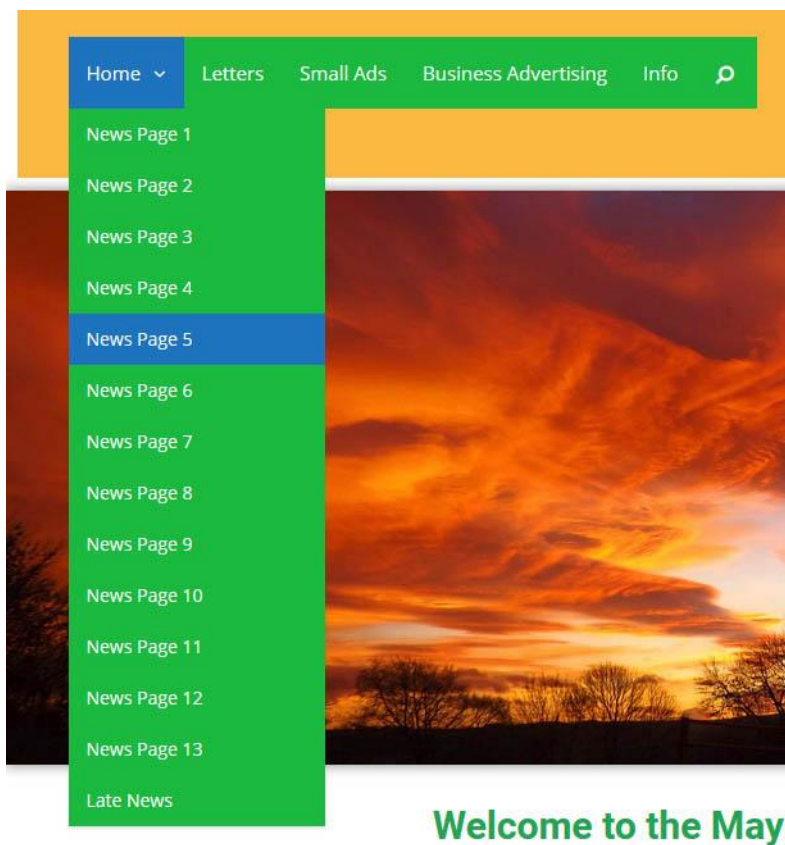 Home Letters Small Ads Business Advertising Info
News Page 1
News Page 2
News Page 3
News Page 4
News Page 5
News Page 6
News Page 7
News Page 8
News Page 9
News Page 10
News Page 11
News Page 12
News Page 13
Late News
Welcome to the May